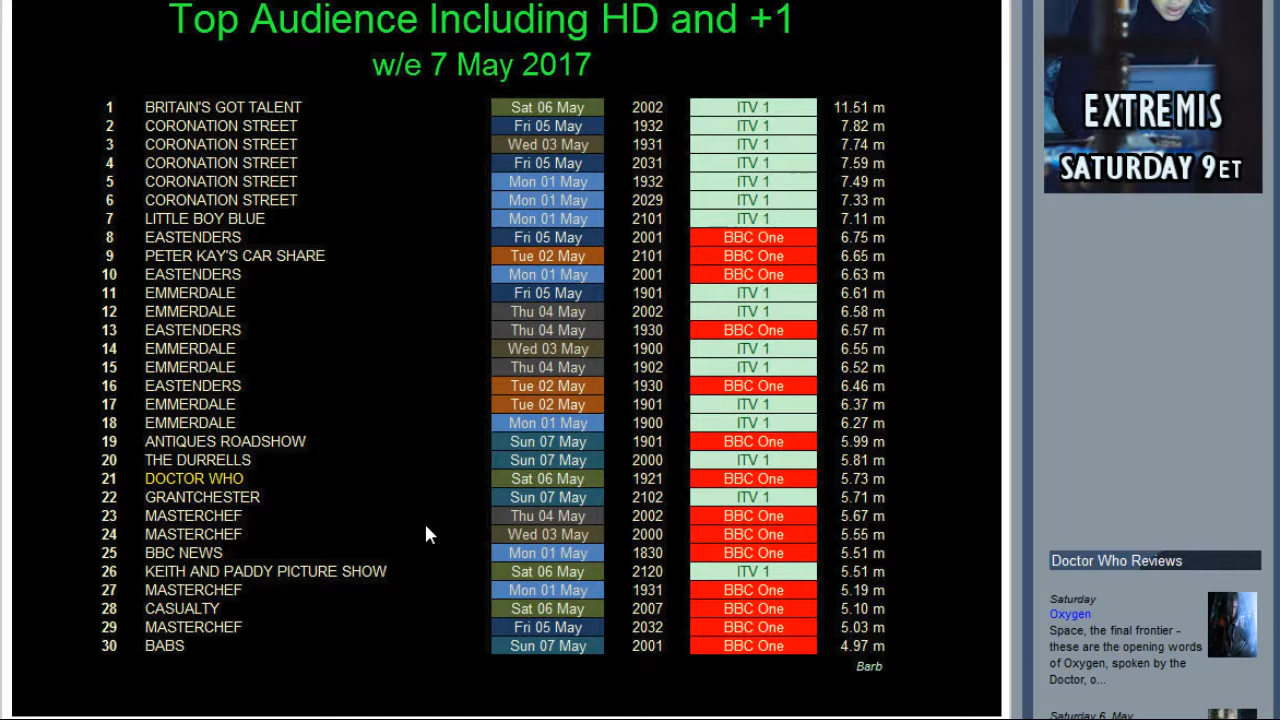 Top Audience Including HD and +1
w/e 7 May 2017
1 BRITAIN'S GOT TALENT Sat 06 May 2002 ITV 1 11.51 m
2 CORONATION STREET Fri 05 May 1932 ITV 1 7.82 m
3 CORONATION STREET Wed 03 May 1931 ITV 1 7.74 m
4 CORONATION STREET Fri 05 May 2031 ITV 1 7.59 m
5 CORONATION STREET Mon 01 May 1932 ITV 1 7.49 m
6 CORONATION STREET Mon 01 May 2029 ITV 1 7.33 m
7 LITTLE BOY BLUE Mon 01 May 2101 ITV 1 7.11 m
8 EASTENDERS Fri 05 May 2001 BBC One 6.75 m
9 PETER KAY'S CAR SHARE Tue 02 May 2101 BBC One 6.65 m
10 EASTENDERS Mon 01 May 2001 BBC One 6.63 m
11 EMMERDALE Fri 05 May 1901 ITV 1 6.61 m
12 EMMERDALE Thu 04 May 2002 ITV 1 6.58 m
13 EASTENDERS Thu 04 May 1930 BBC One 6.57 m
14 EMMERDALE Wed 03 May 1900 ITV 1 6.55 m
15 EMMERDALE Thu 04 May 1902 ITV 1 6.52 m
16 EASTENDERS Tue 02 May 1930 BBC One 6.46 m
17 EMMERDALE Tue 02 May 1901 ITV 1 6.37 m
18 EMMERDALE Mon 01 May 1900 ITV 1 6.27 m
19 ANTIQUES ROADSHOW Sun 07 May 1901 BBC One 5.99 m
20 THE DURRELLS Sun 07 May 2000 ITV 1 5.81 m
21 DOCTOR WHO Sat 06 May 1921 BBC One 5.73 m
22 GRANTCHESTER Sun 07 May 2102 ITV 1 5.71 m
23 MASTERCHEF Thu 04 May 2002 BBC One 5.67 m
24 MASTERCHEF Wed 03 May 2000 BBC One 5.55 m
25 BBC NEWS Mon 01 May 1830 BBC One 5.51 m
26 KEITH AND PADDY PICTURE SHOW Sat 06 May 2120 ITV 1 5.51 m
27 MASTERCHEF Mon 01 May 1931 BBC One 5.19 m
28 CASUALTY Sat 06 May 2007 BBC One 5.10 m
29 MASTERCHEF Fri 05 May 2032 BBC One 5.03 m
30 BABS Sun 07 May 2001 BBC One 4.97 m
Barb
EXTREMIS
SATURDAY 9ET
Doctor Who Reviews
Saturday
Oxygen
Space, the final frontier -
these are the opening words
of Oxygen, spoken by the
Doctor, o...
Saturday 6, May